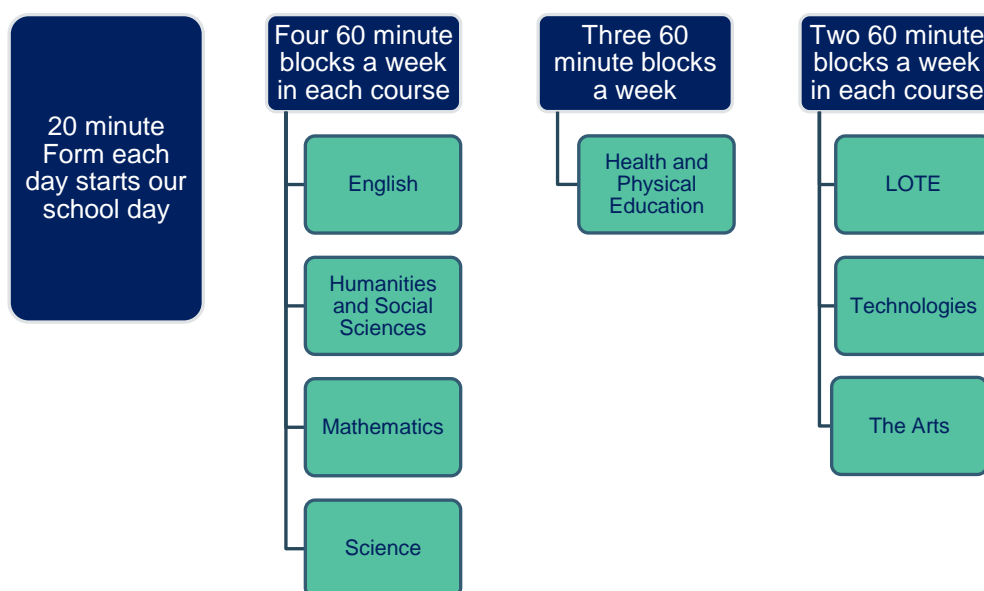 20 minute
Form each
day starts our
school day
Four 60 minute
blocks a week
in each course
English
Humanities
and Social
Sciences
Mathematics
Science
Three 60
minute blocks
a week
Health and
Physical
Education
Two 60 minute
blocks a week
in each course
LOTE
Technologies
The Arts